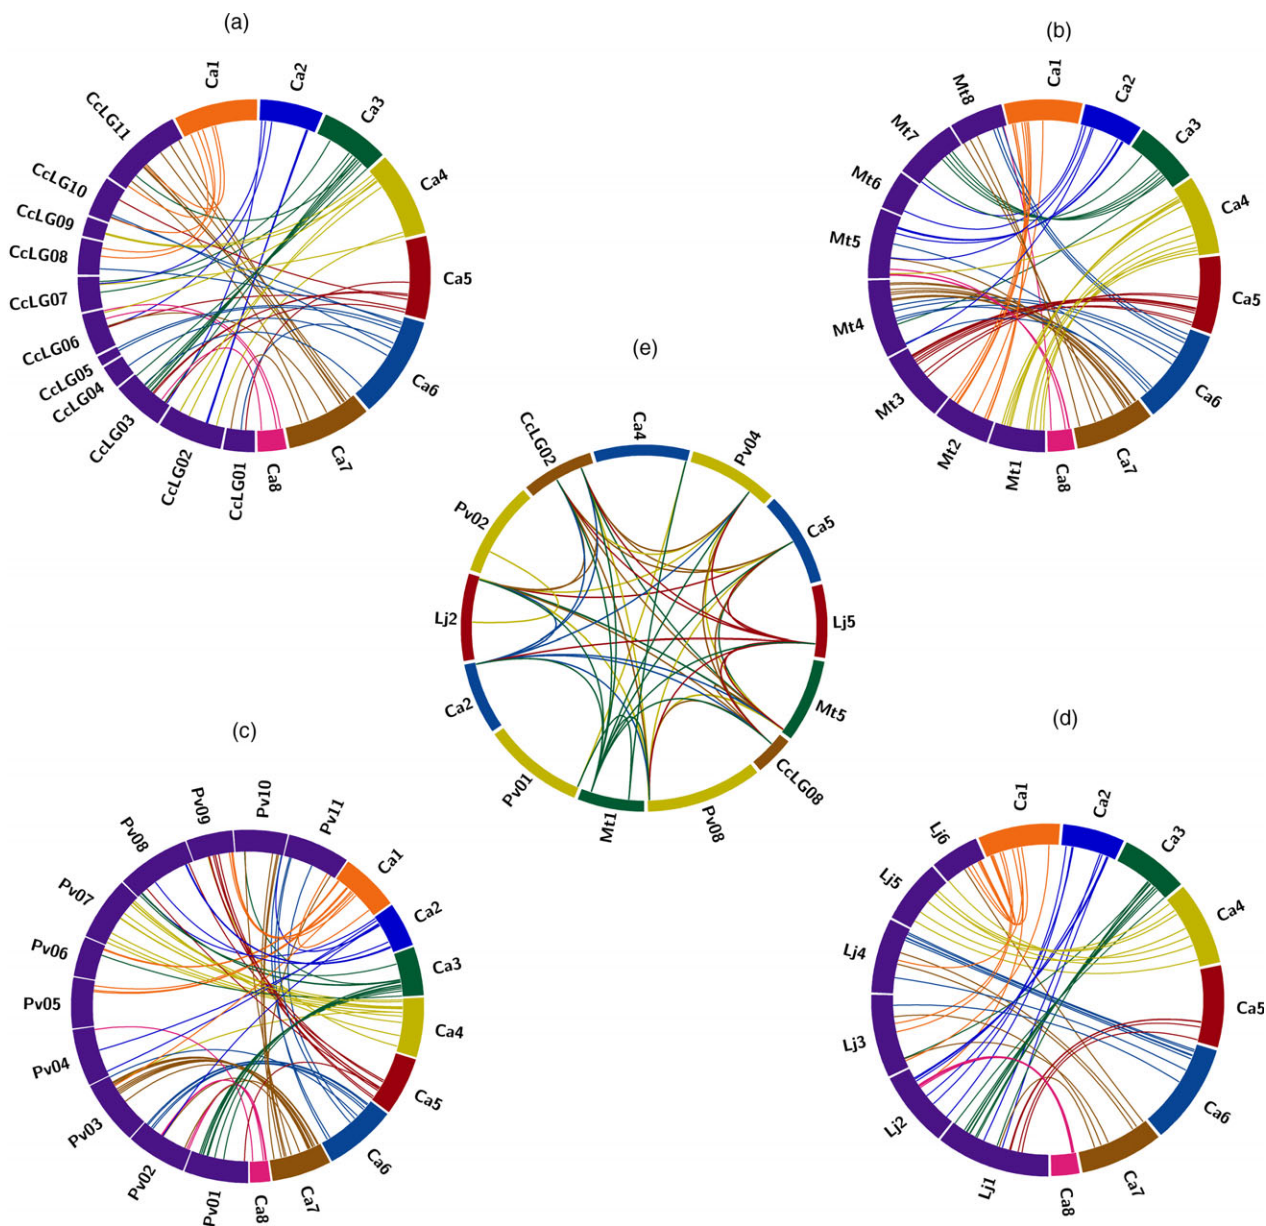 (a)
Ca1
Ca2
Ca3
Ca4
Ca5
Ca6
Ca7
Ca8
CcLG01
CcLG02
CcLG03
CcLG04
CcLG05
CcLG06
CcLG07
CcLG08
CcLG09
CcLG10
CcLG11
(b)
Ca1
Ca2
Ca3
Ca4
Ca5
Ca6
Ca7
Ca8
Mt1
Mt2
Mt3
Mt4
Mt5
Mt6
Mt7
Mt8
(e)
Ca4
Pv04
Ca5
Lj5
Mt5
CcLG08
Pv08
Mt1
Pv01
Ca2
Lj2
Pv02
CcLG02
(c)
Ca1
Ca2
Ca3
Ca4
Ca5
Ca6
Ca7
Ca8
Pv01
Pv02
Pv03
Pv04
Pv05
Pv06
Pv07
Pv08
Pv09
Pv10
Pv11
(d)
Ca1
Ca2
Ca3
Ca4
Ca5
Ca6
Ca7
Ca8
Lj1
Lj2
Lj3
Lj4
Lj5
Lj6